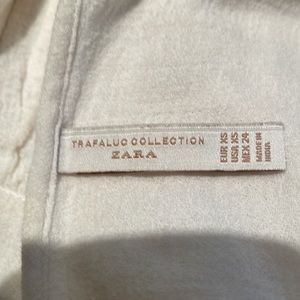 TRAFALUC COLLECTION
ZARA
EUR XS
USA XS
MEX 24
MADE IN
INDIA